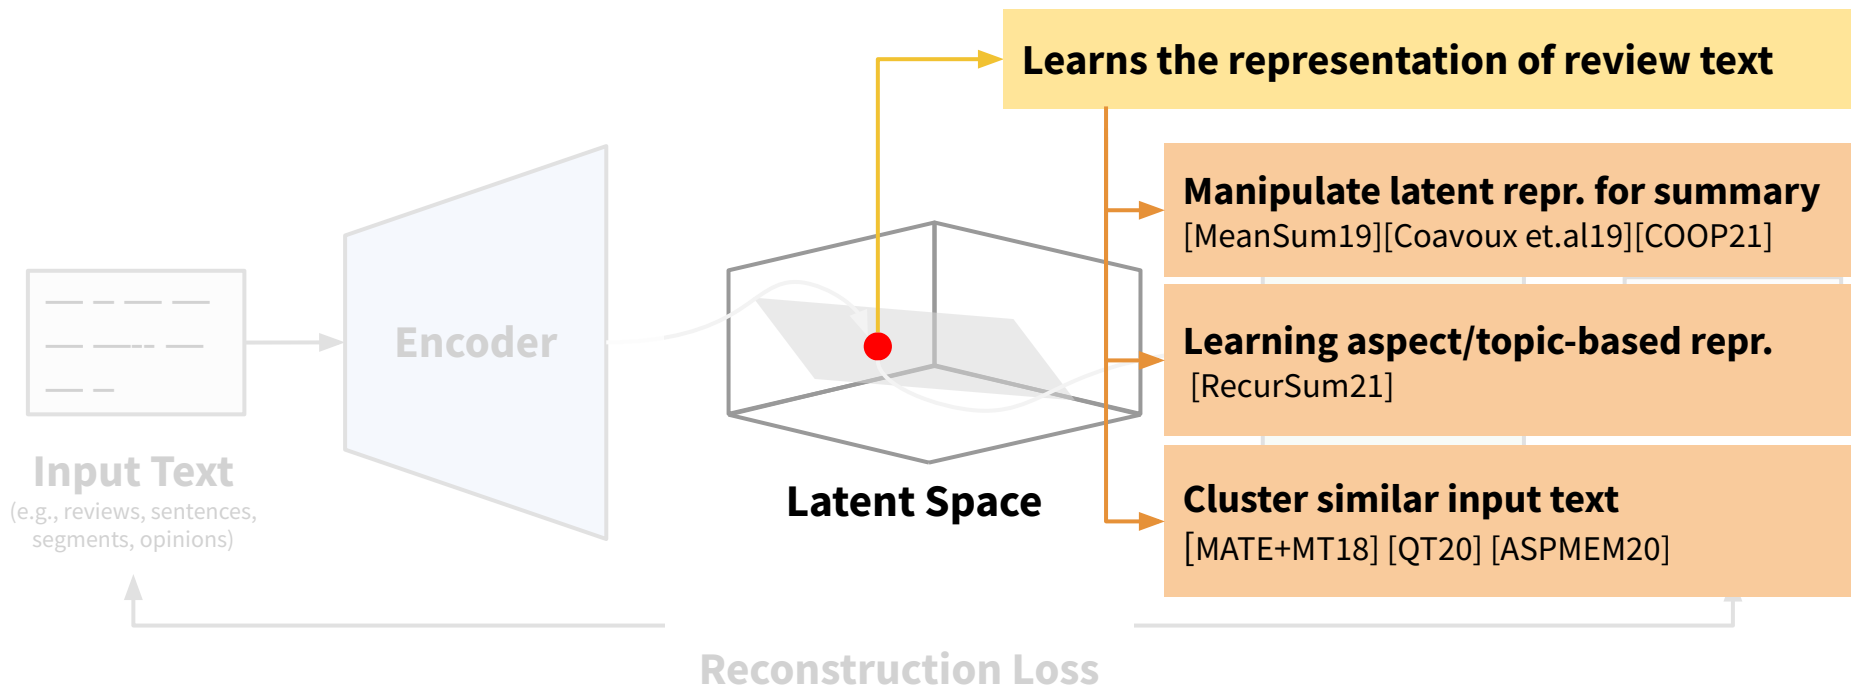 Learns the representation of review text
Manipulate latent repr. for summary
[MeanSum19][Coavoux et.al19][COOP21]
Encoder
Learning aspect/topic-based repr.
[RecurSum21]
Input Text
(e.g., reviews, sentences,
segments, opinions)
Latent Space
Cluster similar input text
[MATE+MT18] [QT20] [ASPMEM20]
Reconstruction Loss